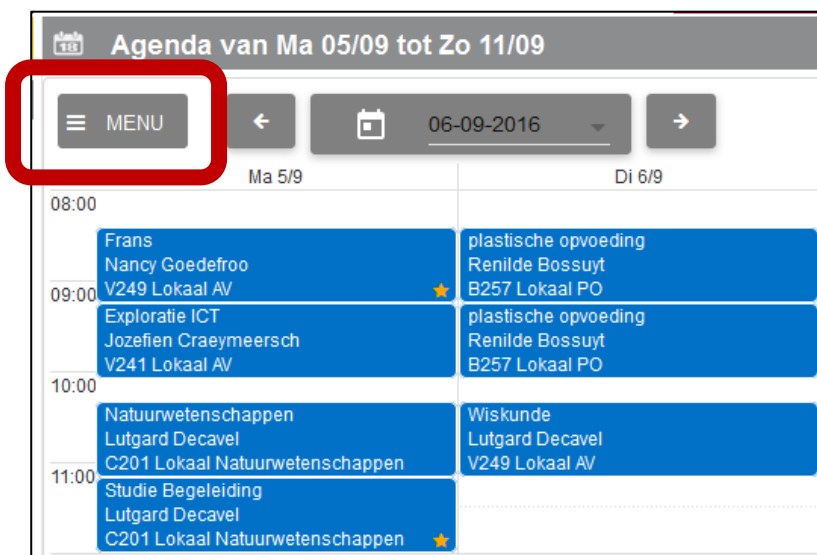 18
Agenda van Ma 05/09 tot Zo 11/09
MENU
06-09-2016
Ma 5/9
Di 6/9
08:00
Frans
Nancy Goedefroo
V249 Lokaal AV
plastische opvoeding
Renilde Bossuyt
B257 Lokaal PO
09:00
Exploratie ICT
Jozefien Craeymeersch
V241 Lokaal AV
plastische opvoeding
Renilde Bossuyt
B257 Lokaal PO
10:00
Natuurwetenschappen
Lutgard Decavel
C201 Lokaal Natuurwetenschappen
Wiskunde
Lutgard Decavel
V249 Lokaal AV
11:00
Studie Begeleiding
Lutgard Decavel
C201 Lokaal Natuurwetenschappen